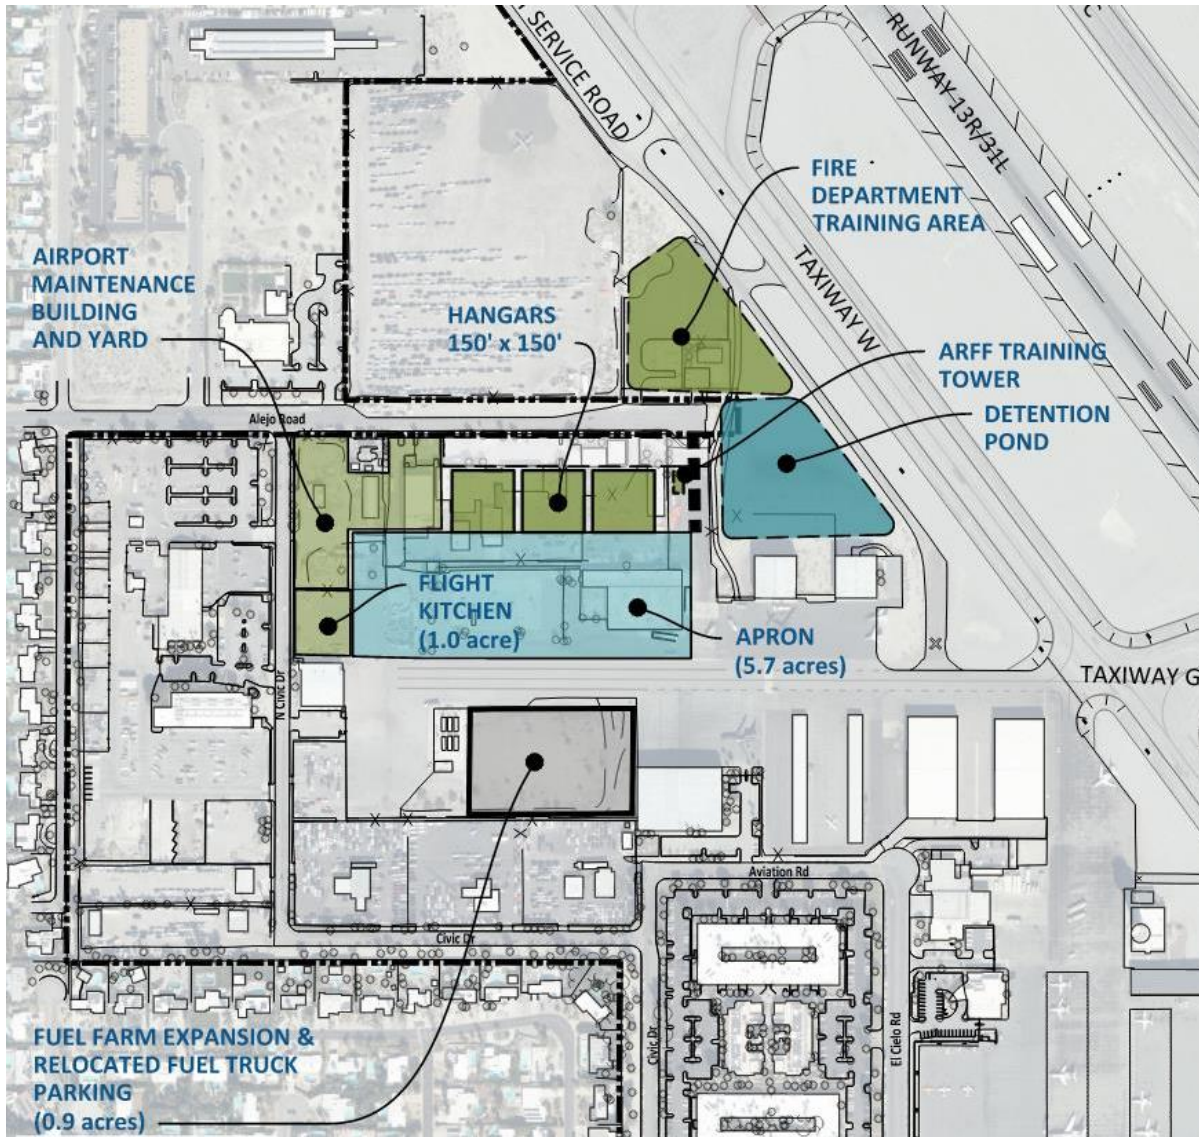 SERVICE ROAD
RUNWAY 13R/31L
C
FIRE
DEPARTMENT
TRAINING AREA
AIRPORT
MAINTENANCE
BUILDING
AND YARD
HANGARS
150' x 150'
TAXIWAY W
ARFF TRAINING
TOWER
DETENTION
POND
Alejo Road
FLIGHT
KITCHEN
(1.0 acre)
APRON
(5.7 acres)
TAXIWAY G
N Civic Dr
Aviation Rd
Civic Dr
Civic Dr
El Cielo Rd
FUEL FARM EXPANSION &
RELOCATED FUEL TRUCK
PARKING
(0.9 acres)